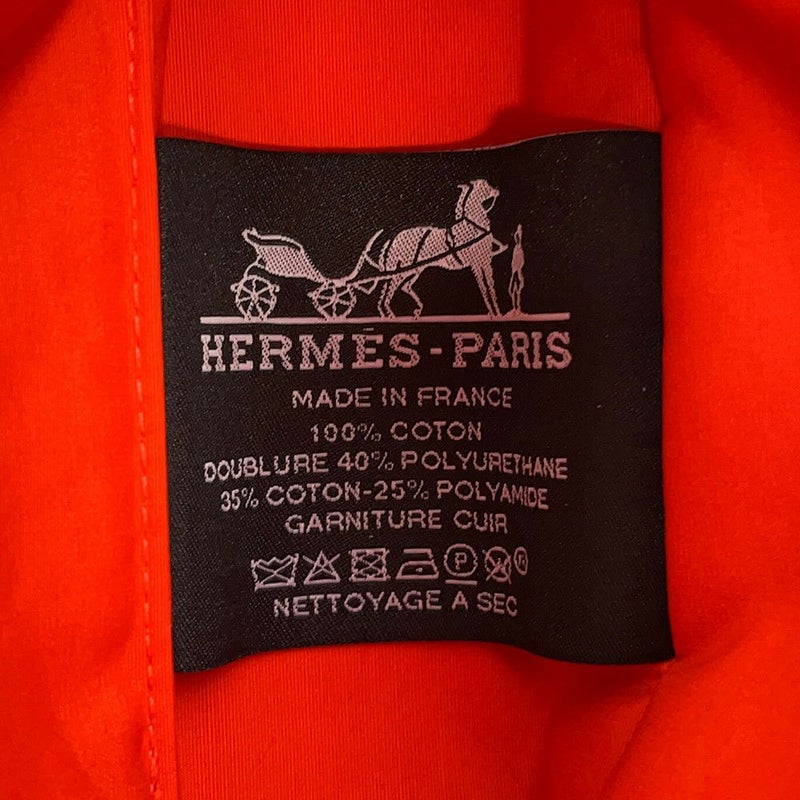 HERMÈS-PARIS
MADE IN FRANCE
100% COTON
DOUBLURE 40% POLYURETHANE
35% COTON-25% POLYAMIDE
GARNITURE CUIR
P ®
NETTOYAGE A SEC